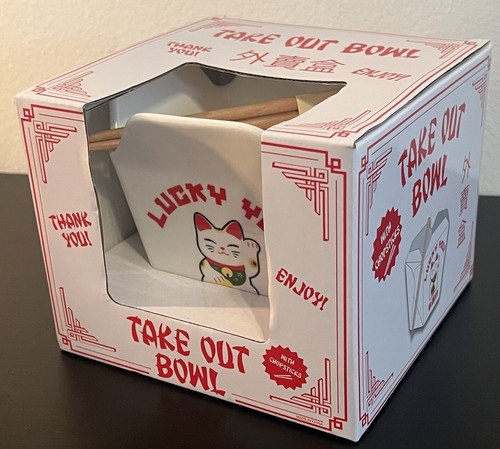 TAKE OUT BOWL
THANK
YOU!
外賣盒
ENJOY!!
LUCKY Y
THANK
YOU!
ENJOY!
TAKE OUT
BOWL
WITH
CHOPSTICKS
TAKE OUT
BOWL
外
賣
盒
WITH
CHOPSTICKS